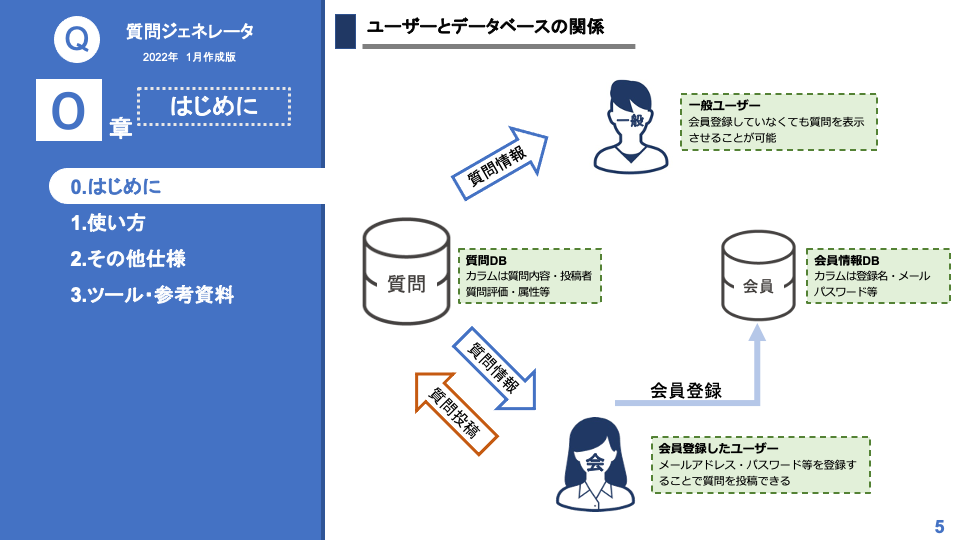 Q
質問ジェネレータ
2022年 1月作成版
0
章
はじめに
0.はじめに
1.使い方
2.その他仕様
3.ツール・参考資料
ユーザーとデータベースの関係
一般
一般ユーザー
会員登録していなくても質問を表示
させることが可能
質問情報
質問
質問DB
カラムは質問内容・投稿者
質問評価・属性等
会員
会員情報DB
カラムは登録名・メール
パスワード等
質問情報
質問投稿
会員登録
会
会員登録したユーザー
メールアドレス・パスワード等を登録す
ることで質問を投稿できる
5